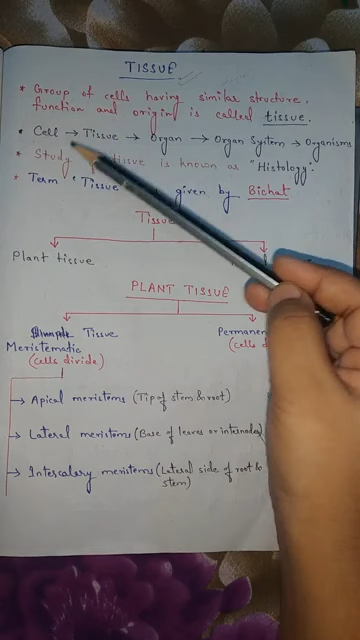 TISSUE
* Group of cells having similar structure,
function and origin is called tissue.
* Cell → Tissue → Organ → Organ System → Organisms
* Study tissue is known as "Histology".
* Term "Tissue given by Bichat
Tissue
Plant tissue
PLANT TISSUE
Tissue Permanen
Meristematic (cells d
(cells divide)
→ Apical meristems (Tip of stem & root)
→ Lateral meristems (Base of leaves or internodes)
→ Intercalary meristems (Lateral side of root &
stem)